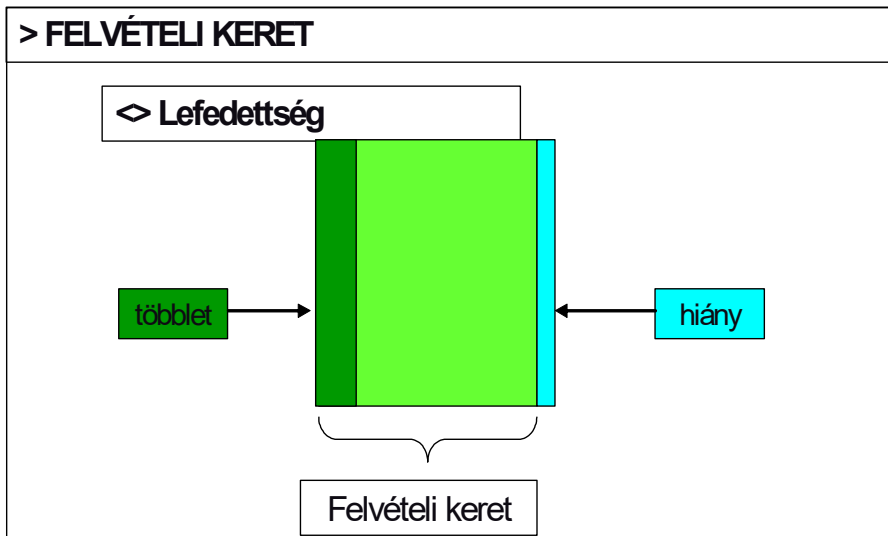 > FELVÉTELI KERET
<> Lefedettség
többlet
hiány
Felvételi keret